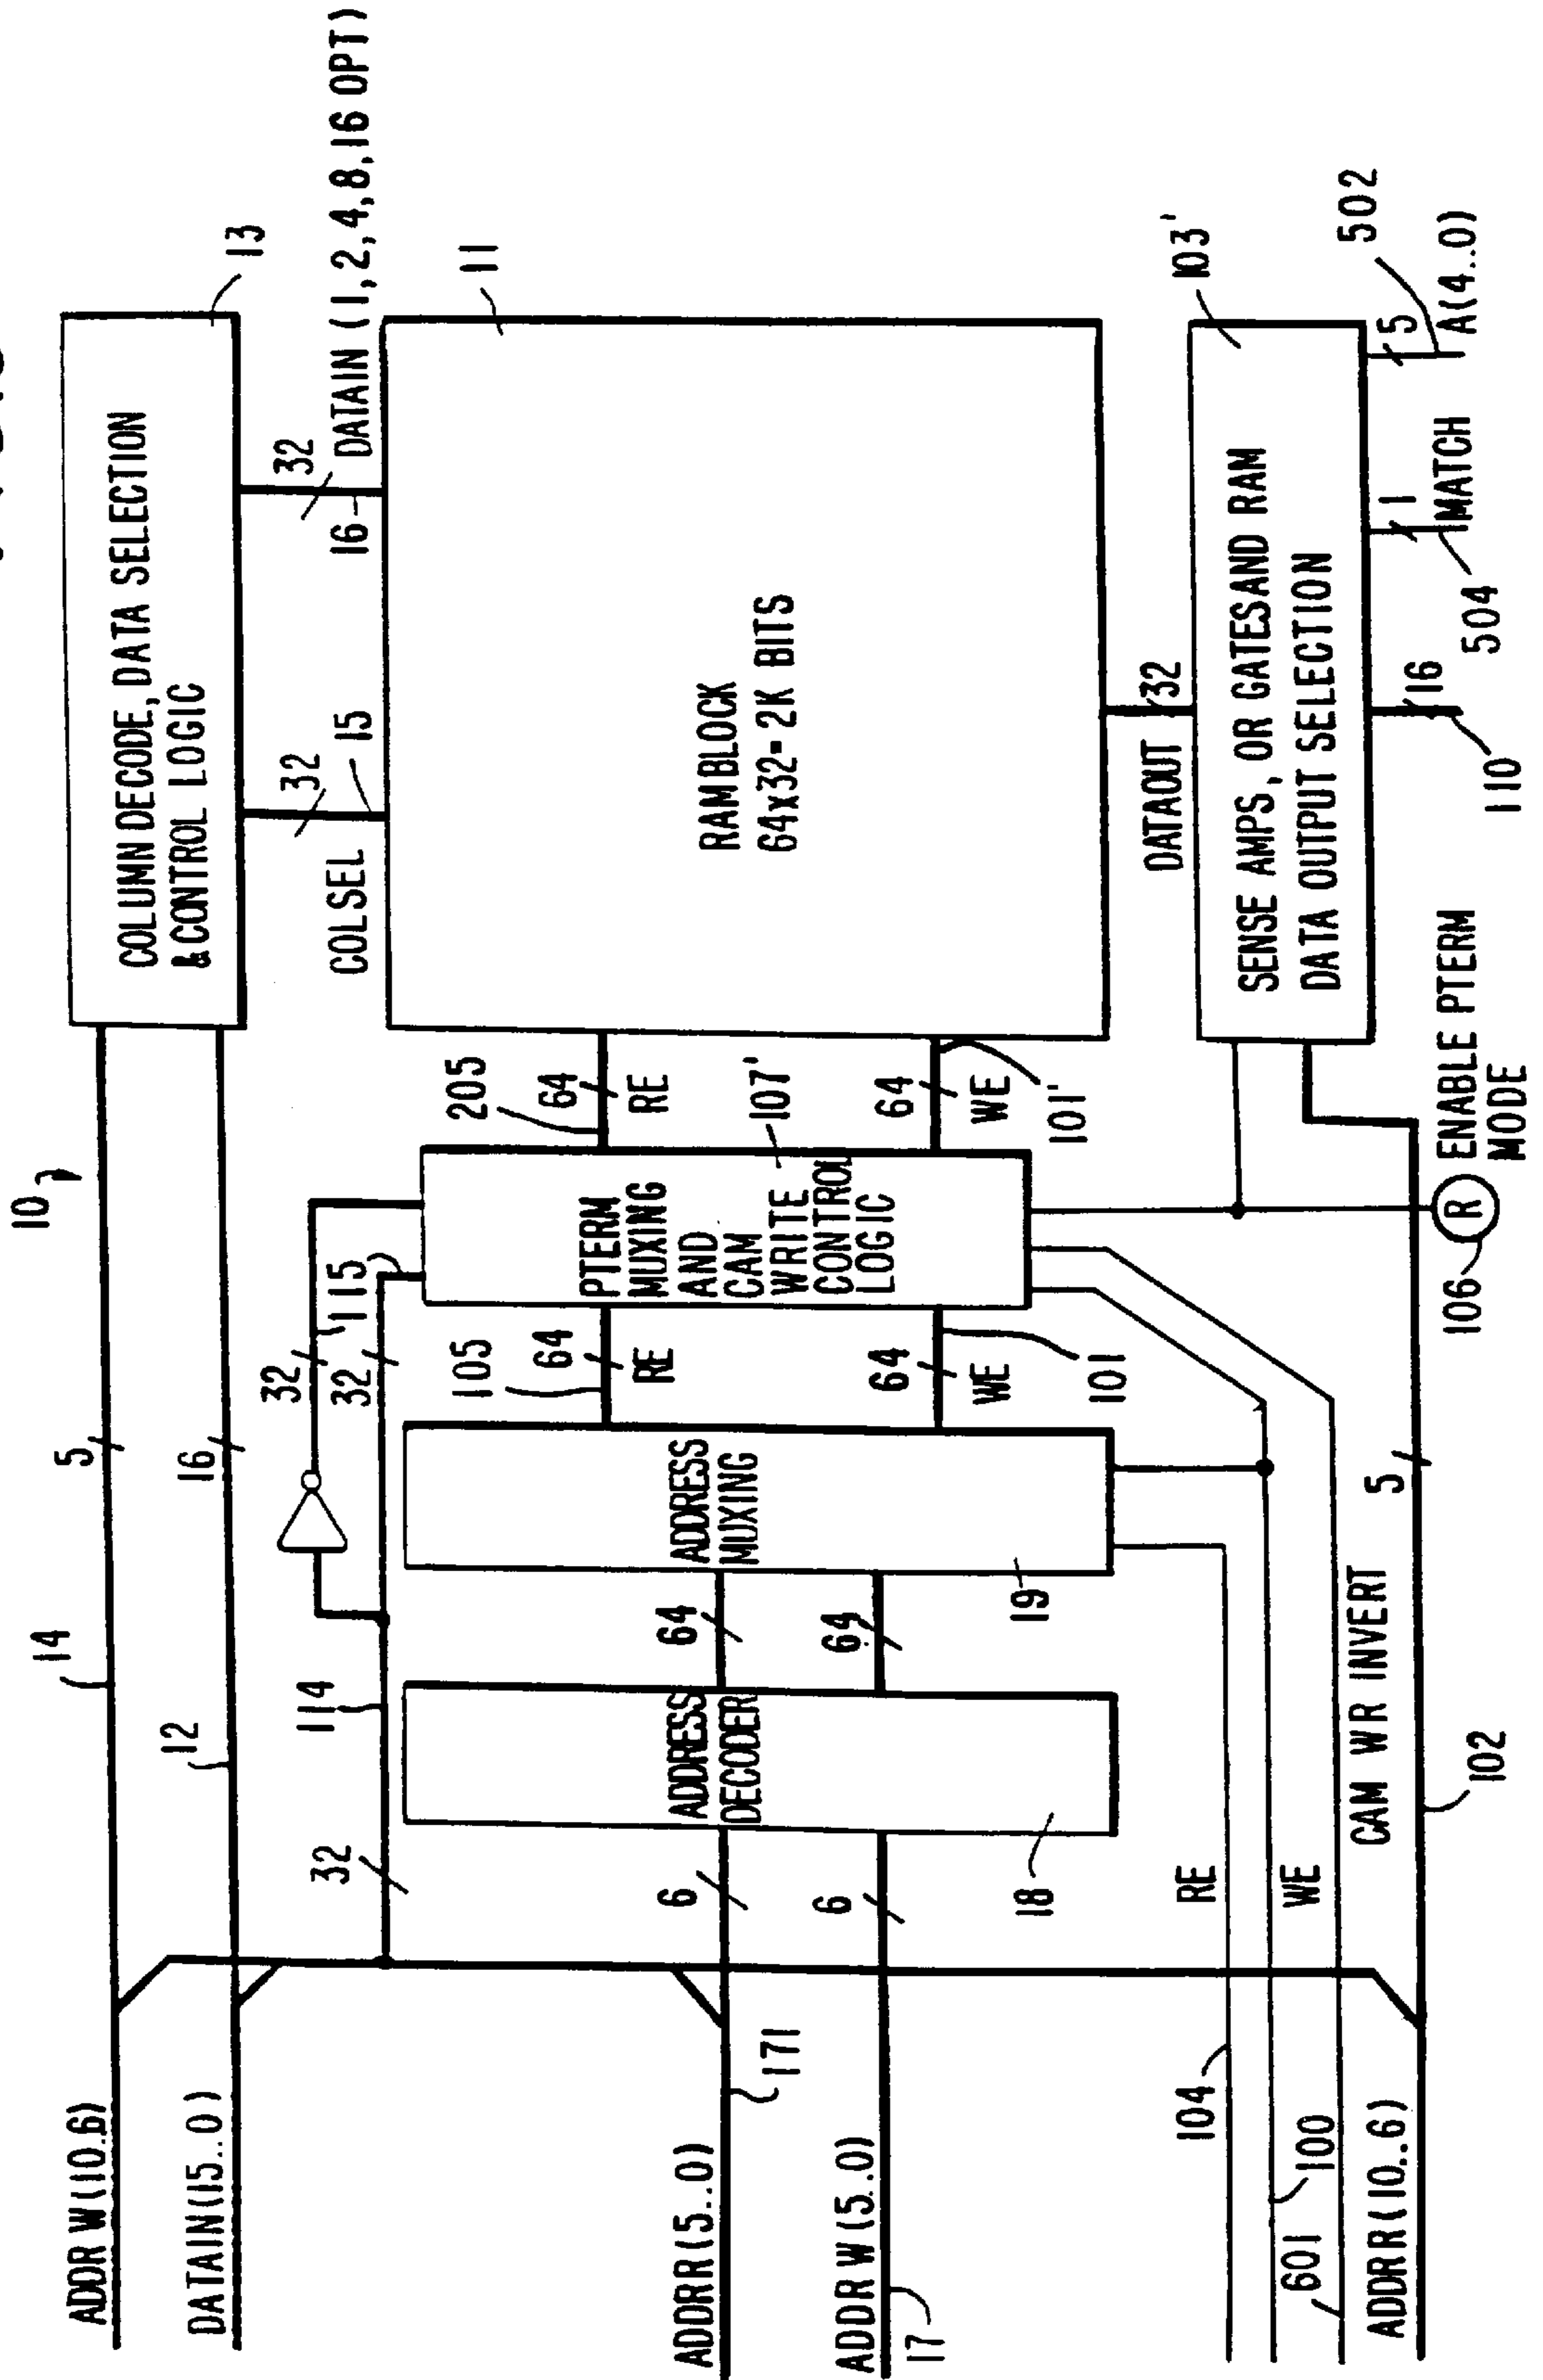 10
ADDR W(10..6)
14
5
DATAIN(15..0)
12
16
COLUMN DECODE, DATA SELECTION
& CONTROL LOGIC
13
32
114
32
32
115
COLSEL
32
15
16
32
DATAIN (1,2,4,8,16 OPT)
11
ADDRR(5..0)
171
6
ADDR W(5..0)
17
6
ADDRESS
DECODER
18
64
64
ADDRESS
MUXING
19
105
64
RE
64
WE
101
PTERM
MUXING
AND
CAM
WRITE
CONTROL
LOGIC
107'
205
64
RE
64
WE
101'
RAM BLOCK
64x32=2K BITS
104
RE
100
WE
601
CAM WR INVERT
ADDRR(10..6)
102
5
106
R
ENABLE PTERM
MODE
DATAOUT
32
SENSE AMPS, OR GATES AND RAM
DATA OUTPUT SELECTION
103'
16
110
1
MATCH
504
5
A(4..0)
502